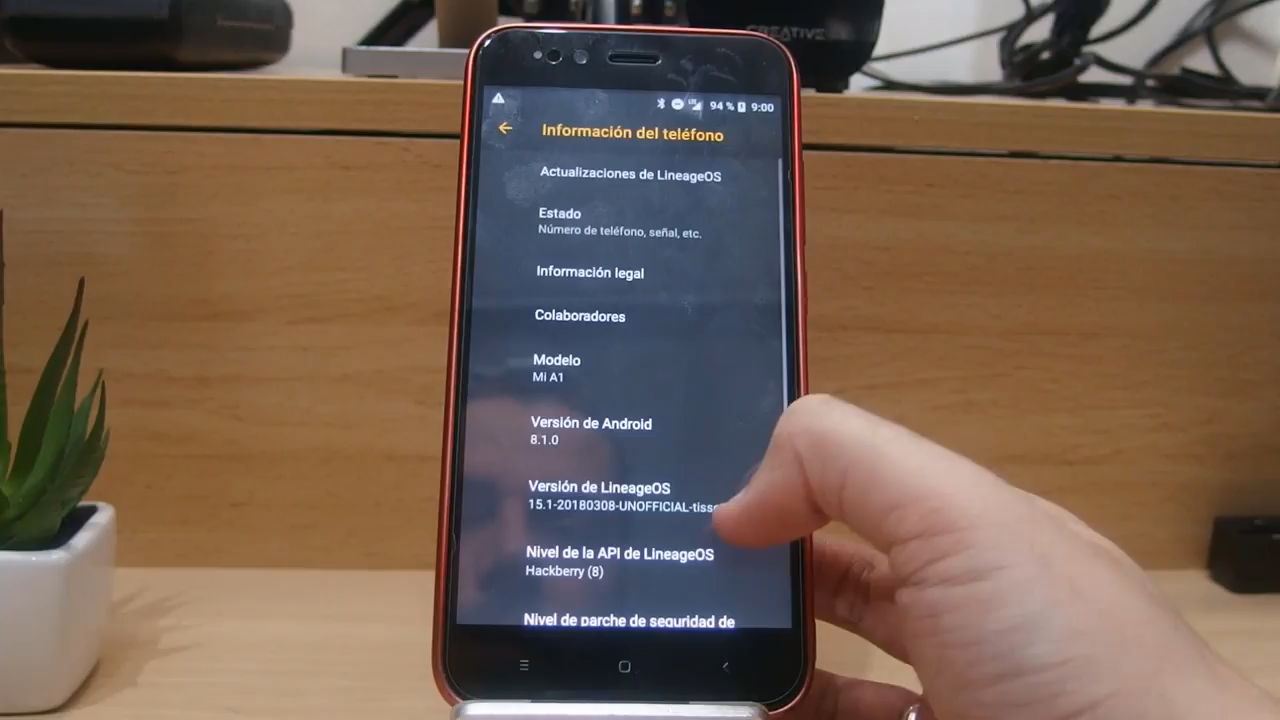 CREATIVE
94 % 9:00
Información del teléfono
Actualizaciones de LineageOS
Estado
Número de teléfono, señal, etc.
Información legal
Colaboradores
Modelo
Mi A1
Versión de Android
8.1.0
Versión de LineageOS
15.1-20180308-UNOFFICIAL-tiss
Nivel de la API de LineageOS
Hackberry (8)
Nivel de parche de seguridad de